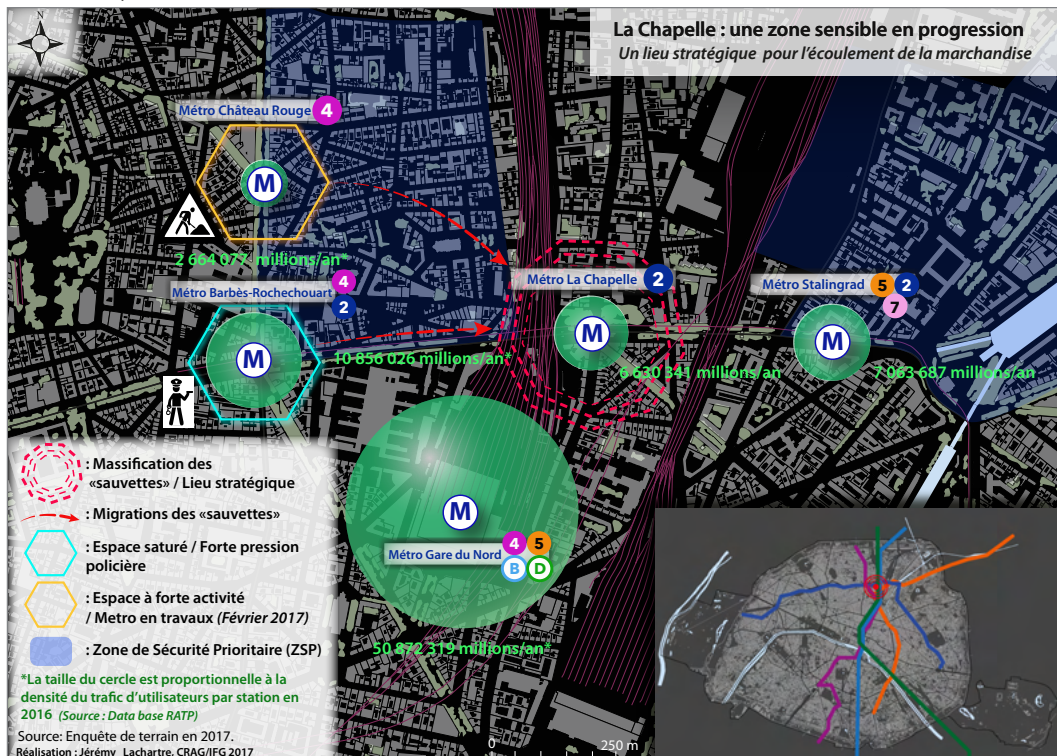 La Chapelle : une zone sensible en progression
Un lieu stratégique pour l'écoulement de la marchandise
N
Métro Château Rouge 4
M
2 664 077 millions/an*
Métro Barbès-Rochechouart 4
2
M
10 856 026 millions/an*
Métro La Chapelle 2
M
6 630 341 millions/an
Métro Stalingrad 5 2
7
M
7 063 687 millions/an
M
Métro Gare du Nord 4 5
B D
50 872 319 millions/an*
: Massification des
«sauvettes» / Lieu stratégique
: Migrations des «sauvettes»
: Espace saturé / Forte pression
policière
: Espace à forte activité
/ Metro en travaux (Février 2017)
: Zone de Sécurité Prioritaire (ZSP)
*La taille du cercle est proportionnelle à la
densité du trafic d'utilisateurs par station en
2016 (Source : Data base RATP)
Source: Enquête de terrain en 2017.
Réalisation : Jérémy Lachartre, CRAG/IFG 2017
0 250 m